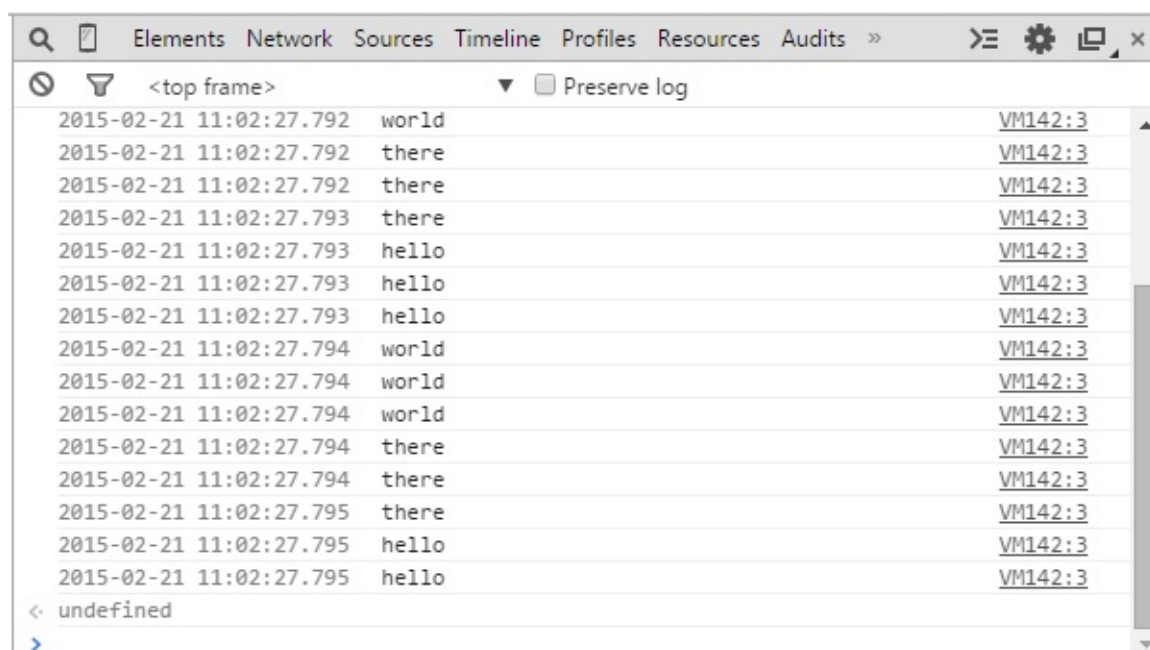 Elements Network Sources Timeline Profiles Resources Audits »
<top frame> ▼ Preserve log
2015-02-21 11:02:27.792 world VM142:3
2015-02-21 11:02:27.792 there VM142:3
2015-02-21 11:02:27.792 there VM142:3
2015-02-21 11:02:27.793 there VM142:3
2015-02-21 11:02:27.793 hello VM142:3
2015-02-21 11:02:27.793 hello VM142:3
2015-02-21 11:02:27.793 hello VM142:3
2015-02-21 11:02:27.794 world VM142:3
2015-02-21 11:02:27.794 world VM142:3
2015-02-21 11:02:27.794 world VM142:3
2015-02-21 11:02:27.794 there VM142:3
2015-02-21 11:02:27.794 there VM142:3
2015-02-21 11:02:27.795 there VM142:3
2015-02-21 11:02:27.795 hello VM142:3
2015-02-21 11:02:27.795 hello VM142:3
undefined